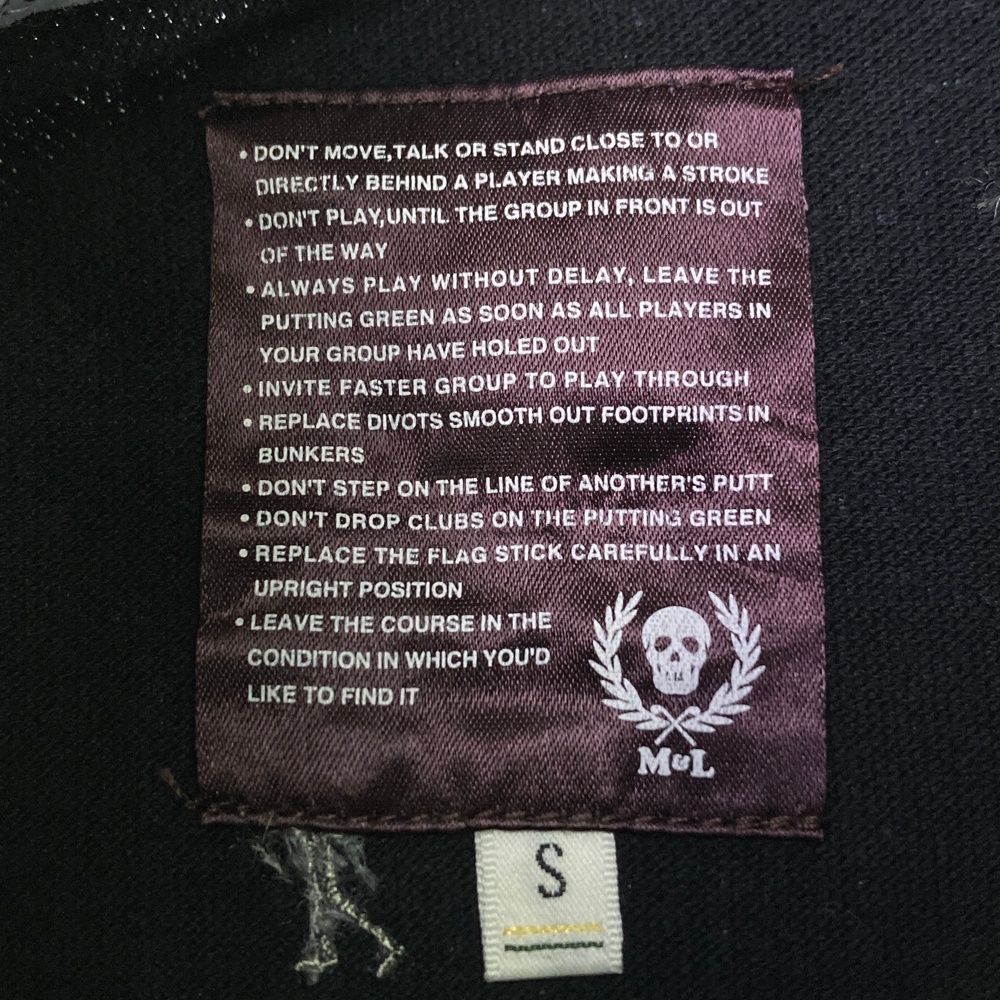 • DON'T MOVE,TALK OR STAND CLOSE TO OR
DIRECTLY BEHIND A PLAYER MAKING A STROKE
• DON'T PLAY,UNTIL THE GROUP IN FRONT IS OUT
OF THE WAY
• ALWAYS PLAY WITHOUT DELAY, LEAVE THE
PUTTING GREEN AS SOON AS ALL PLAYERS IN
YOUR GROUP HAVE HOLED OUT
• INVITE FASTER GROUP TO PLAY THROUGH
• REPLACE DIVOTS SMOOTH OUT FOOTPRINTS IN
BUNKERS
• DON'T STEP ON THE LINE OF ANOTHER'S PUTT
• DON'T DROP CLUBS ON THE PUTTING GREEN
• REPLACE THE FLAG STICK CAREFULLY IN AN
UPRIGHT POSITION
• LEAVE THE COURSE IN THE
CONDITION IN WHICH YOU'D
LIKE TO FIND IT
M&L
S